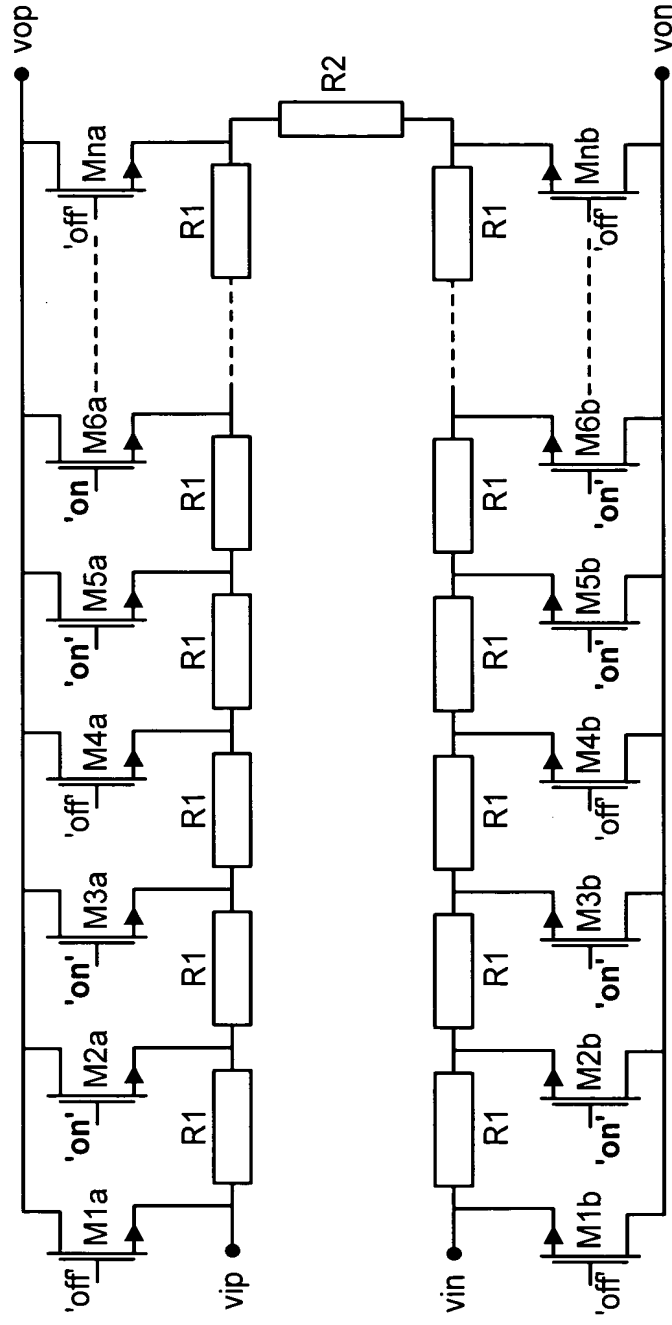 vop
'off' M1a
'on' M2a
'on' M3a
'off' M4a
'on' M5a
'on M6a
'off' Mna
R1
R1
R1
R1
R1
R1
vip
R2
vin
R1
R1
R1
R1
R1
R1
'off' M1b
'on' M2b
'on' M3b
'off' M4b
'on' M5b
'on' M6b
'off' Mnb
von